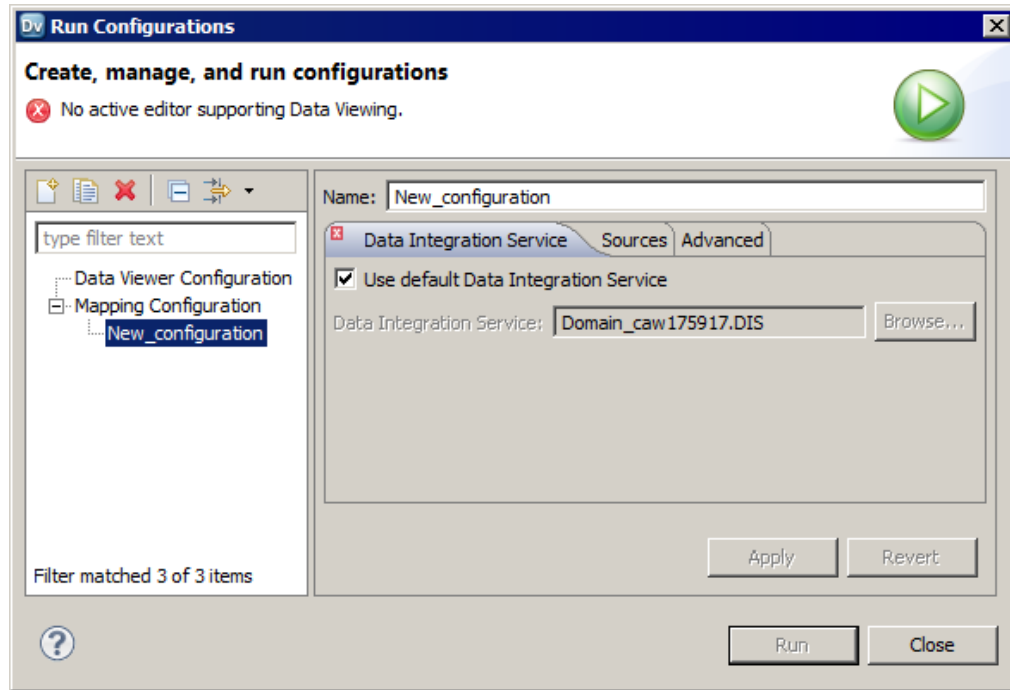 Dv Run Configurations
Create, manage, and run configurations
No active editor supporting Data Viewing.
type filter text
Data Viewer Configuration
Mapping Configuration
New_configuration
Filter matched 3 of 3 items
Name: New_configuration
Data Integration Service Sources Advanced
Use default Data Integration Service
Data Integration Service: Domain_caw175917.DIS Browse...
Apply Revert
? Run Close